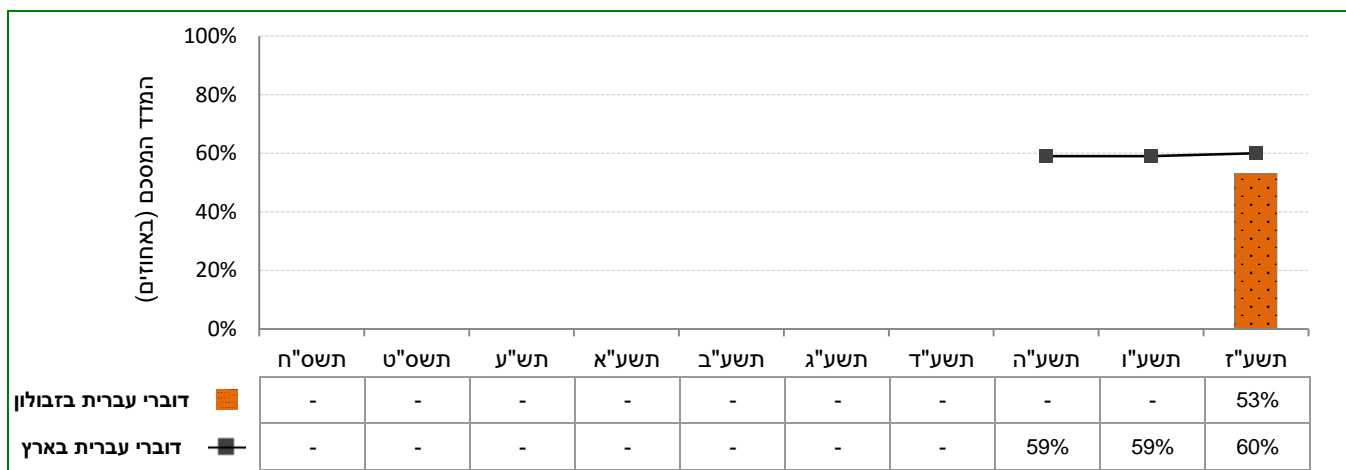 המדד המסכם (באחוזים)
100%
80%
60%
40%
20%
0%
תשס"ח תשס"ט תש"ע תשע"א תשע"ב תשע"ג תשע"ד תשע"ה תשע"ו תשע"ז
דוברי עברית בזבולון - - - - - - - - - 53%
דוברי עברית בארץ - - - - - - - 59% 59% 60%